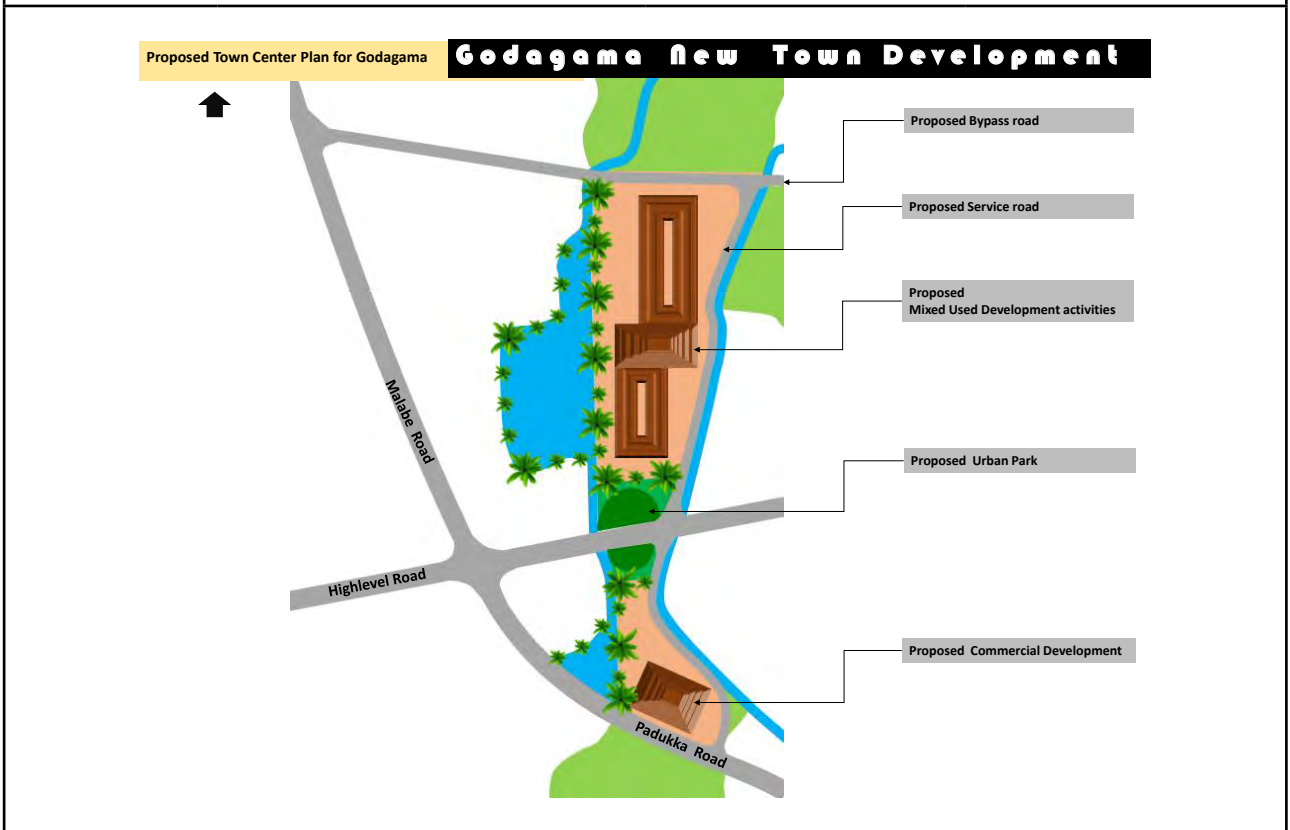 Proposed Town Center Plan for Godagama
Godagama New Town Development
Proposed Bypass road
Proposed Service road
Proposed
Mixed Used Development activities
Malabe Road
Proposed Urban Park
Highlevel Road
Proposed Commercial Development
Padukka Road